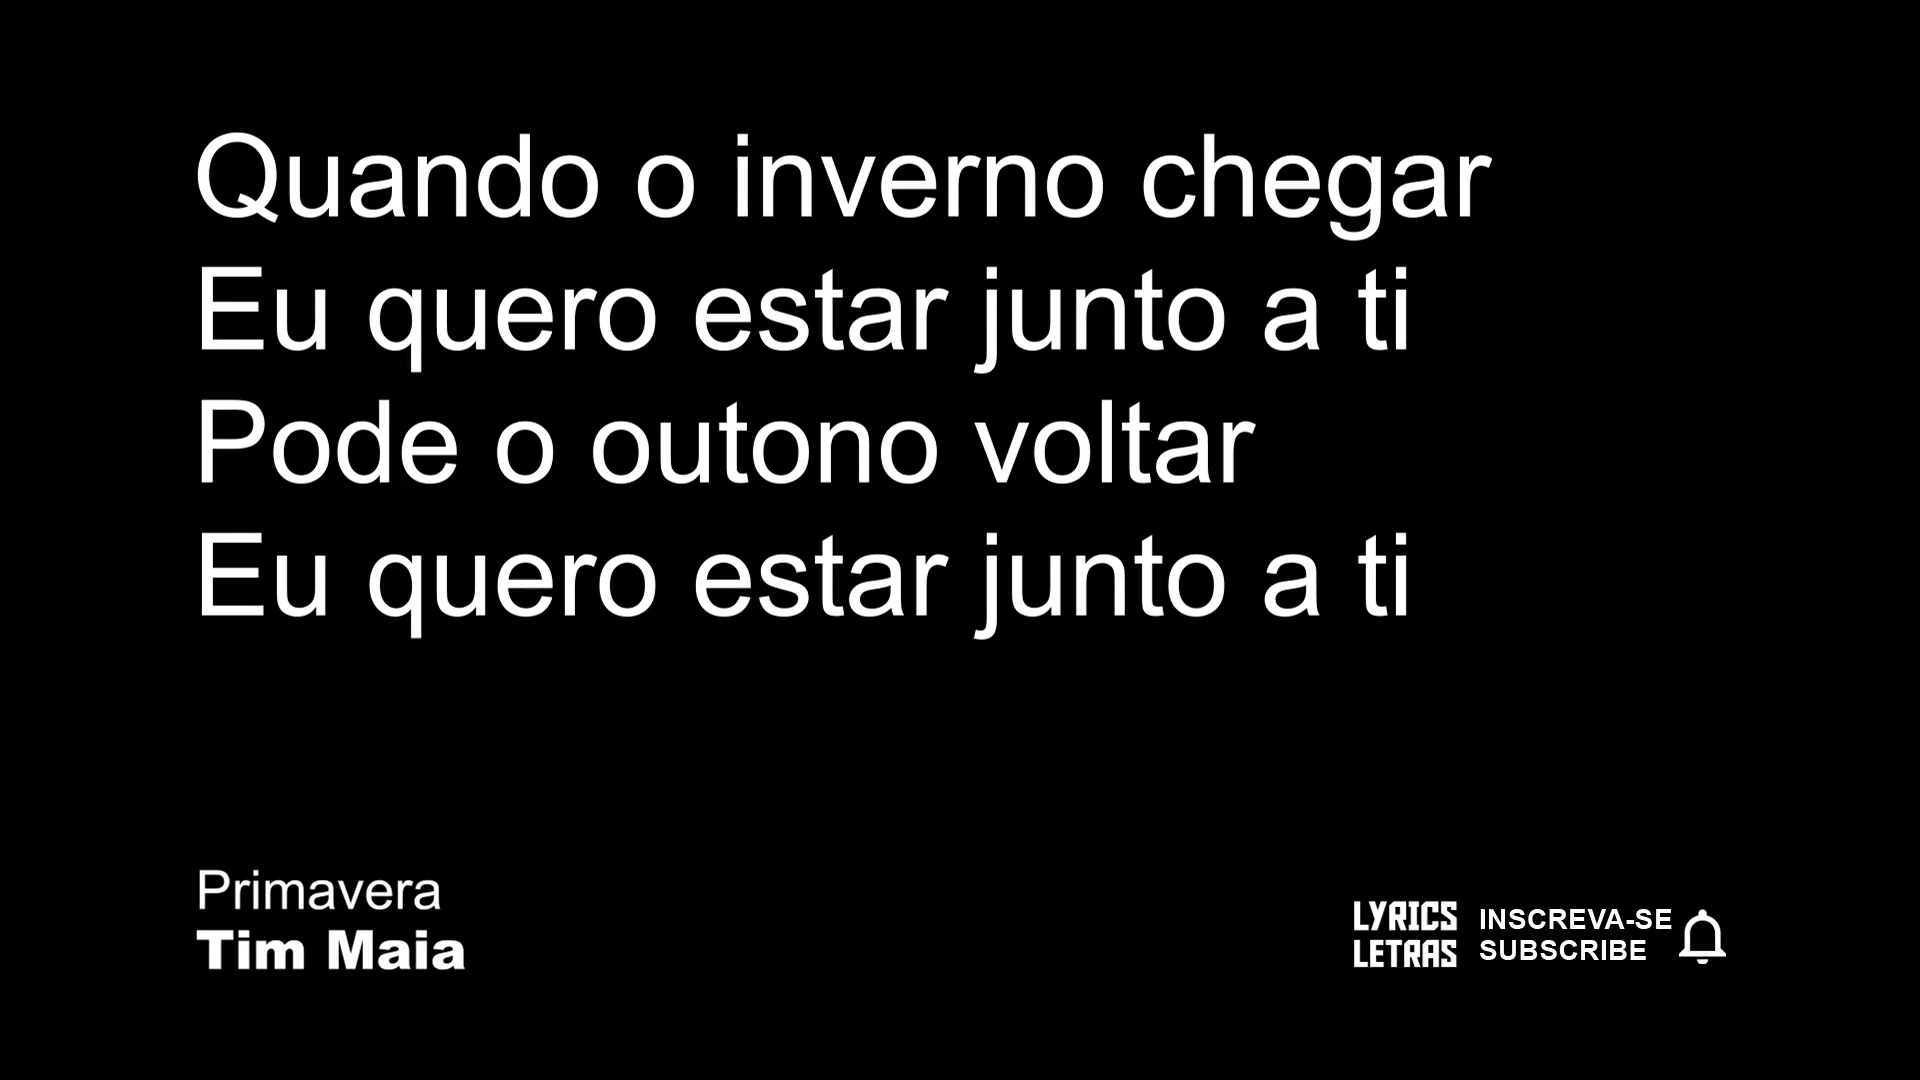 Quando o inverno chegar
Eu quero estar junto a ti
Pode o outono voltar
Eu quero estar junto a ti
Primavera
Tim Maia
LYRICS
LETRAS
INSCREVA-SE
SUBSCRIBE